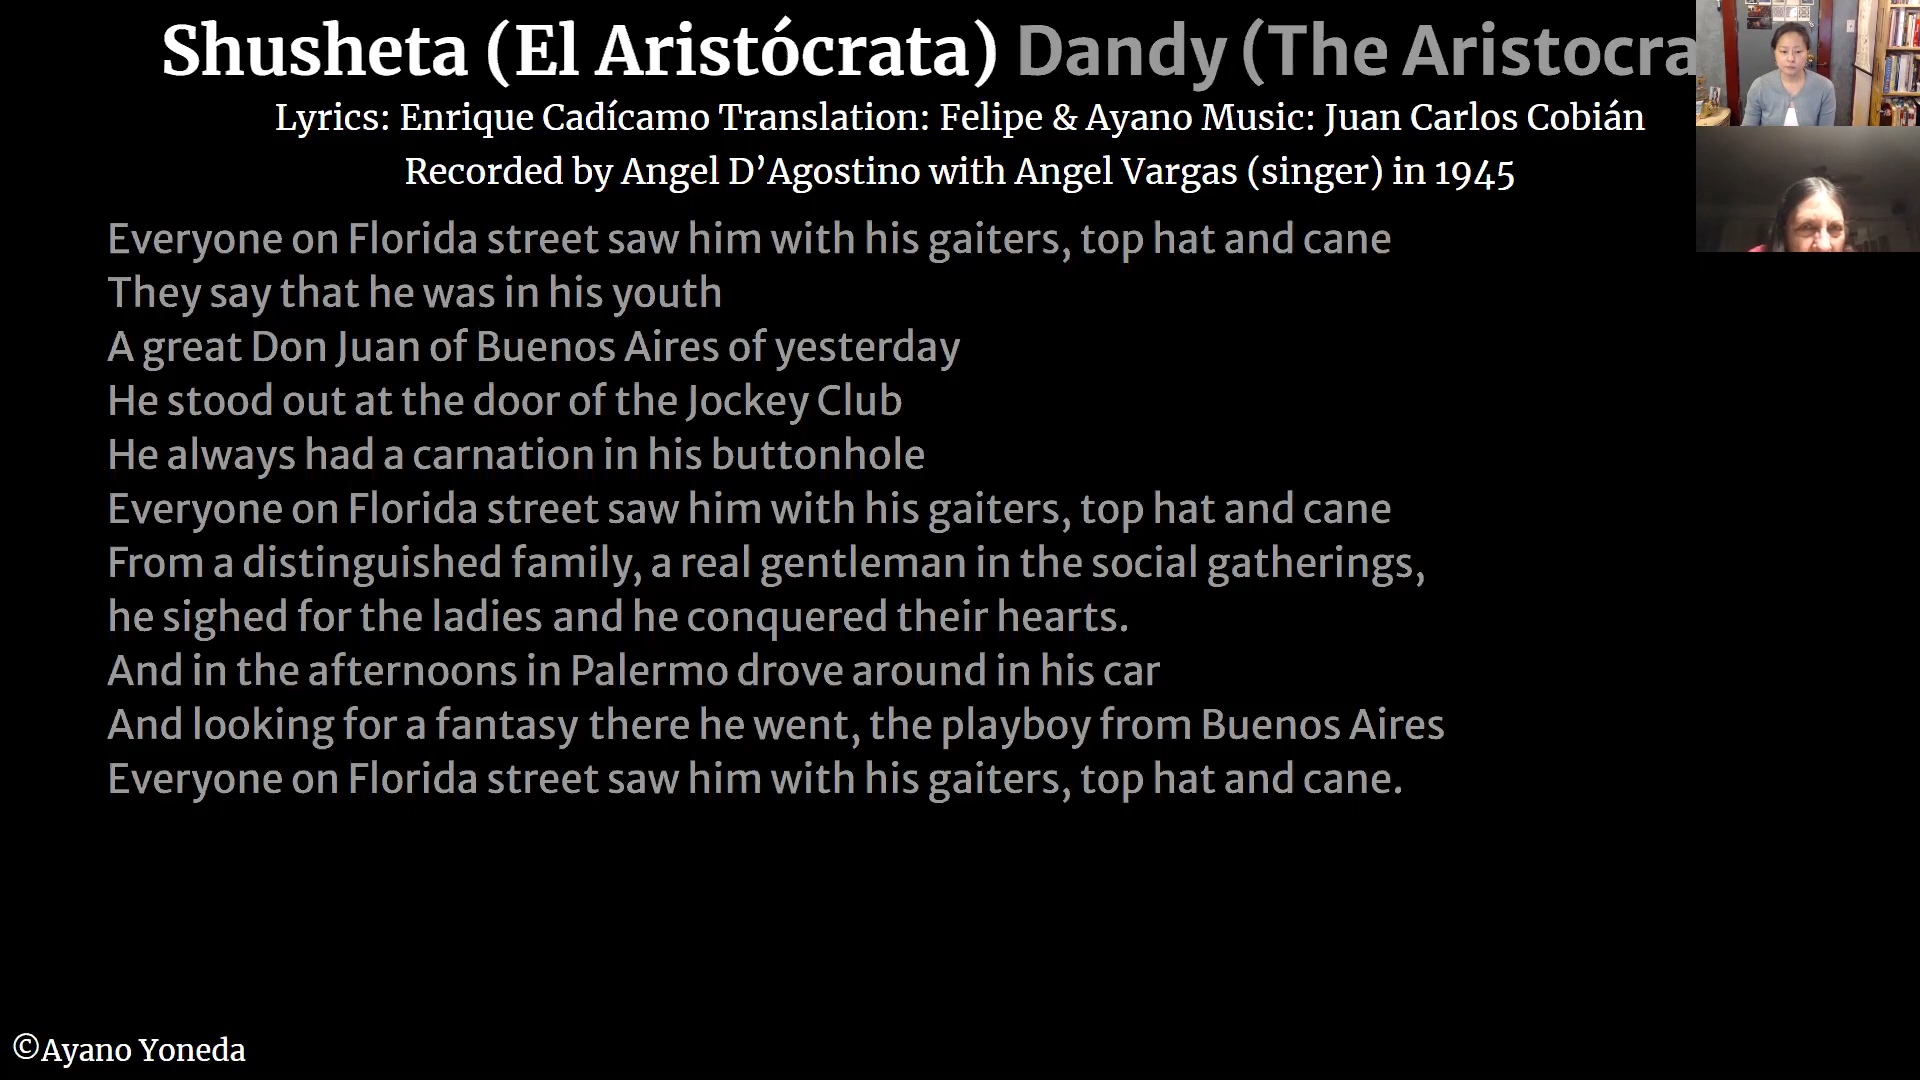 Shusheta (El Aristócrata) Dandy (The Aristocra
Lyrics: Enrique Cadícamo Translation: Felipe & Ayano Music: Juan Carlos Cobián
Recorded by Angel D’Agostino with Angel Vargas (singer) in 1945
Everyone on Florida street saw him with his gaiters, top hat and cane
They say that he was in his youth
A great Don Juan of Buenos Aires of yesterday
He stood out at the door of the Jockey Club
He always had a carnation in his buttonhole
Everyone on Florida street saw him with his gaiters, top hat and cane
From a distinguished family, a real gentleman in the social gatherings,
he sighed for the ladies and he conquered their hearts.
And in the afternoons in Palermo drove around in his car
And looking for a fantasy there he went, the playboy from Buenos Aires
Everyone on Florida street saw him with his gaiters, top hat and cane.
©Ayano Yoneda